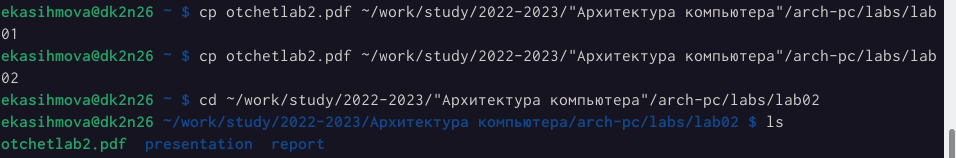 ekasihmova@dk2n26 ~ $ cp otchetlab2.pdf ~/work/study/2022-2023/"Архитектура компьютера"/arch-pc/labs/lab
01
ekasihmova@dk2n26 ~ $ cp otchetlab2.pdf ~/work/study/2022-2023/"Архитектура компьютера"/arch-pc/labs/lab
02
ekasihmova@dk2n26 ~ $ cd ~/work/study/2022-2023/"Архитектура компьютера"/arch-pc/labs/lab02
ekasihmova@dk2n26 ~/work/study/2022-2023/Архитектура компьютера/arch-pc/labs/lab02 $ ls
otchetlab2.pdf presentation report